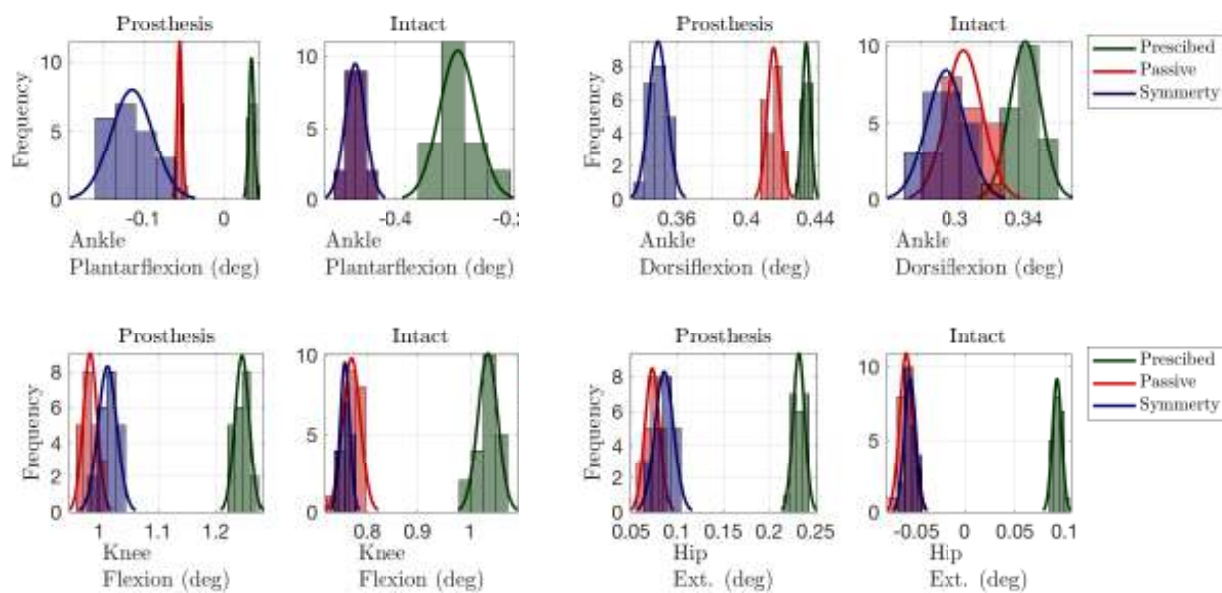 Prosthesis
Intact
Prosthesis
Intact
Frequency
10
5
0
-0.1
0
Ankle
Plantarflexion (deg)
10
5
0
-0.4
-0.2
Ankle
Plantarflexion (deg)
Frequency
8
6
4
2
0
0.36
0.4
0.44
Ankle
Dorsiflexion (deg)
10
5
0
0.3
0.34
Ankle
Dorsiflexion (deg)
Prescibed
Passive
Symmerty
Prosthesis
Intact
Prosthesis
Intact
Frequency
8
6
4
2
0
1
1.1
1.2
Knee
Flexion (deg)
10
5
0
0.8
0.9
1
Knee
Flexion (deg)
Frequency
8
6
4
2
0
0.05
0.1
0.15
0.2
0.25
Hip
Ext. (deg)
10
5
0
-0.05
0
0.05
0.1
Hip
Ext. (deg)
Prescibed
Passive
Symmerty